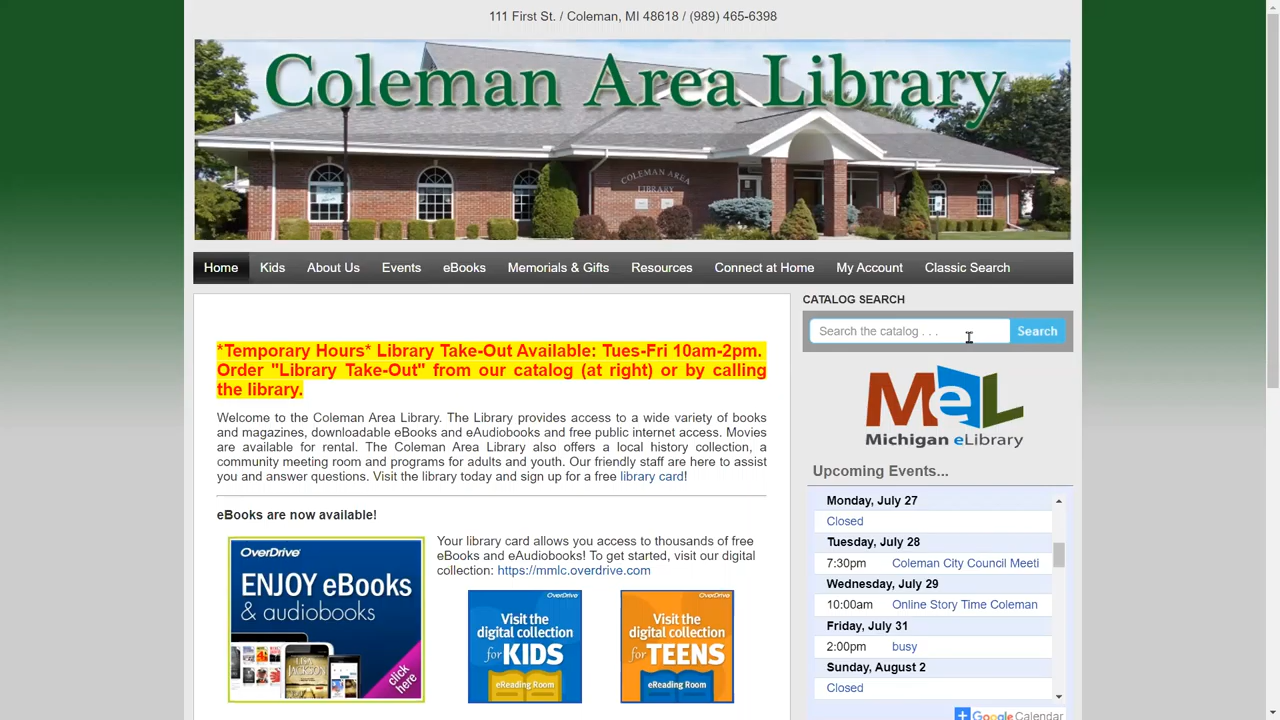 111 First St. / Coleman, MI 48618 / (989) 465-6398
Coleman Area Library
COLEMAN AREA
LIBRARY
Home Kids About Us Events eBooks Memorials & Gifts Resources Connect at Home My Account Classic Search
*Temporary Hours* Library Take-Out Available: Tues-Fri 10am-2pm.
Order "Library Take-Out" from our catalog (at right) or by calling
the library.
Welcome to the Coleman Area Library. The Library provides access to a wide variety of books
and magazines, downloadable eBooks and eAudiobooks and free public internet access. Movies
are available for rental. The Coleman Area Library also offers a local history collection, a
community meeting room and programs for adults and youth. Our friendly staff are here to assist
you and answer questions. Visit the library today and sign up for a free library card!
eBooks are now available!
OverDrive
ENJOY eBooks
& audiobooks
LISA
JACKSON
click
here
Your library card allows you access to thousands of free
eBooks and eAudiobooks! To get started, visit our digital
collection: https://mmlc.overdrive.com
OverDrive
Visit the
digital collection
for KIDS
eReading Room
OverDrive
Visit the
digital collection
for TEENS
eReading Room
CATALOG SEARCH
Search the catalog . . . Search
MeL
Michigan eLibrary
Upcoming Events...
Monday, July 27
Closed
Tuesday, July 28
7:30pm Coleman City Council Meeti
Wednesday, July 29
10:00am Online Story Time Coleman
Friday, July 31
2:00pm busy
Sunday, August 2
Closed
Google Calendar